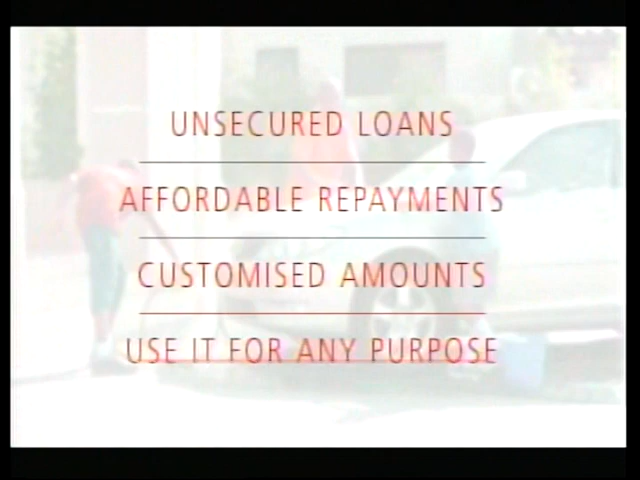 UNSECURED LOANS
AFFORDABLE REPAYMENTS
CUSTOMISED AMOUNTS
USE IT FOR ANY PURPOSE